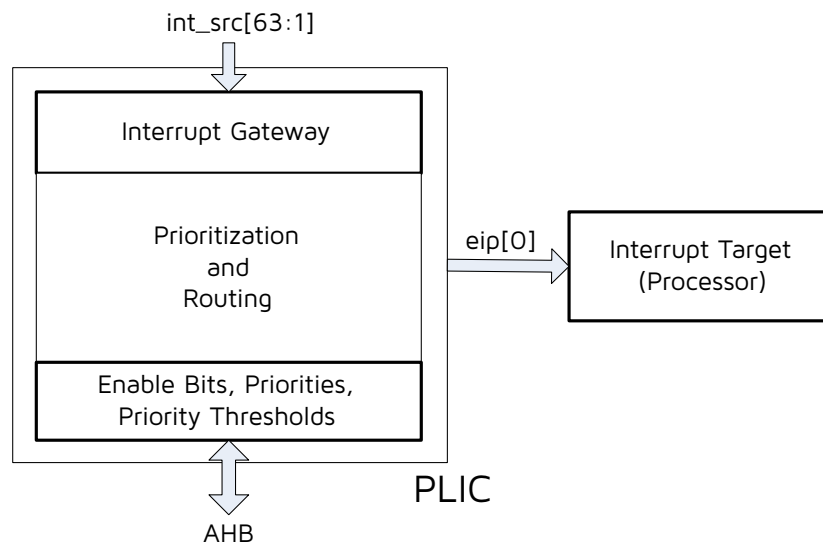 int_src[63:1]
Interrupt Gateway
Prioritization
and
Routing
eip[0]
Interrupt Target
(Processor)
Enable Bits, Priorities,
Priority Thresholds
PLIC
AHB